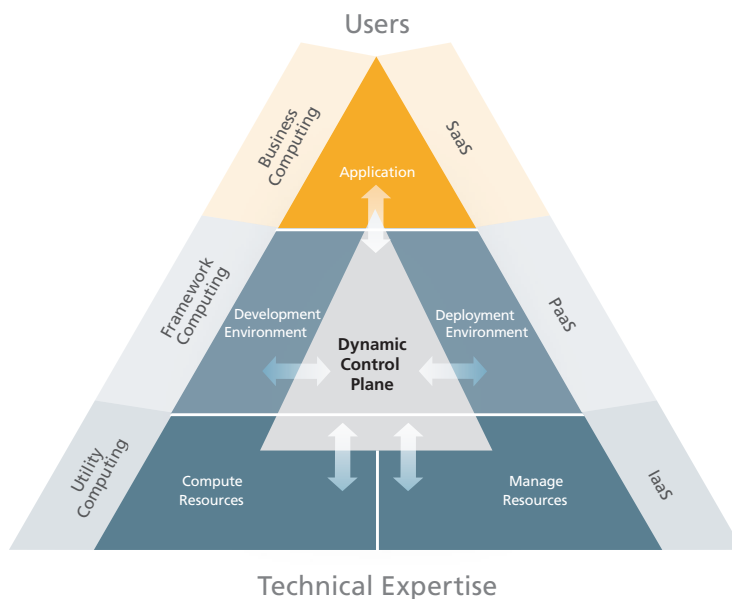 Users
Business
Computing
SaaS
Application
Framework
Computing
PaaS
Development
Environment
Deployment
Environment
Dynamic
Control
Plane
Utility
Computing
IaaS
Compute
Resources
Manage
Resources
Technical Expertise